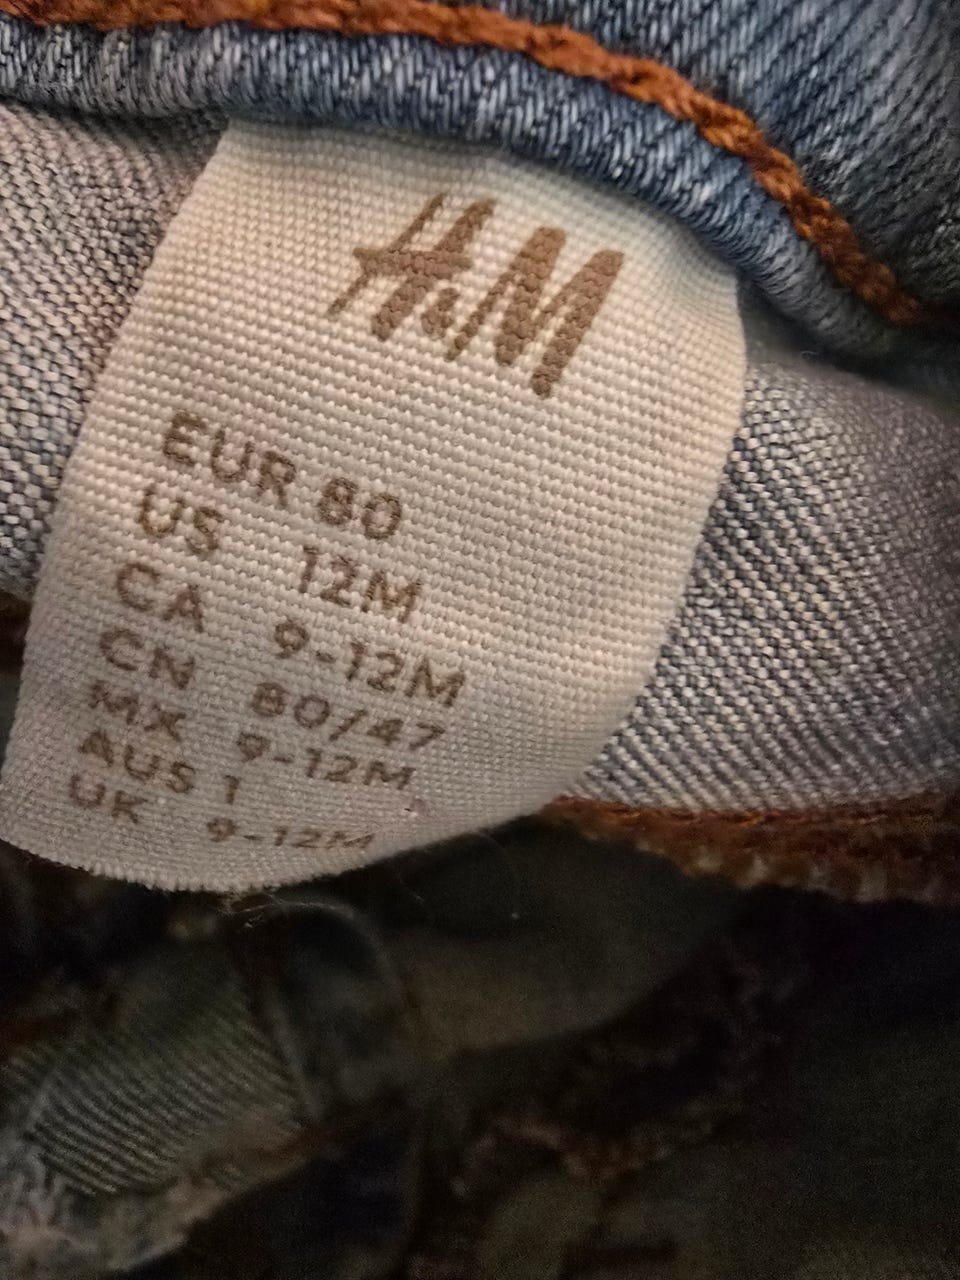 H&M
EUR 80
US 12M
CA 9-12M
CN 80/47
MX 9-12M
AUS 1
UK 9-12M